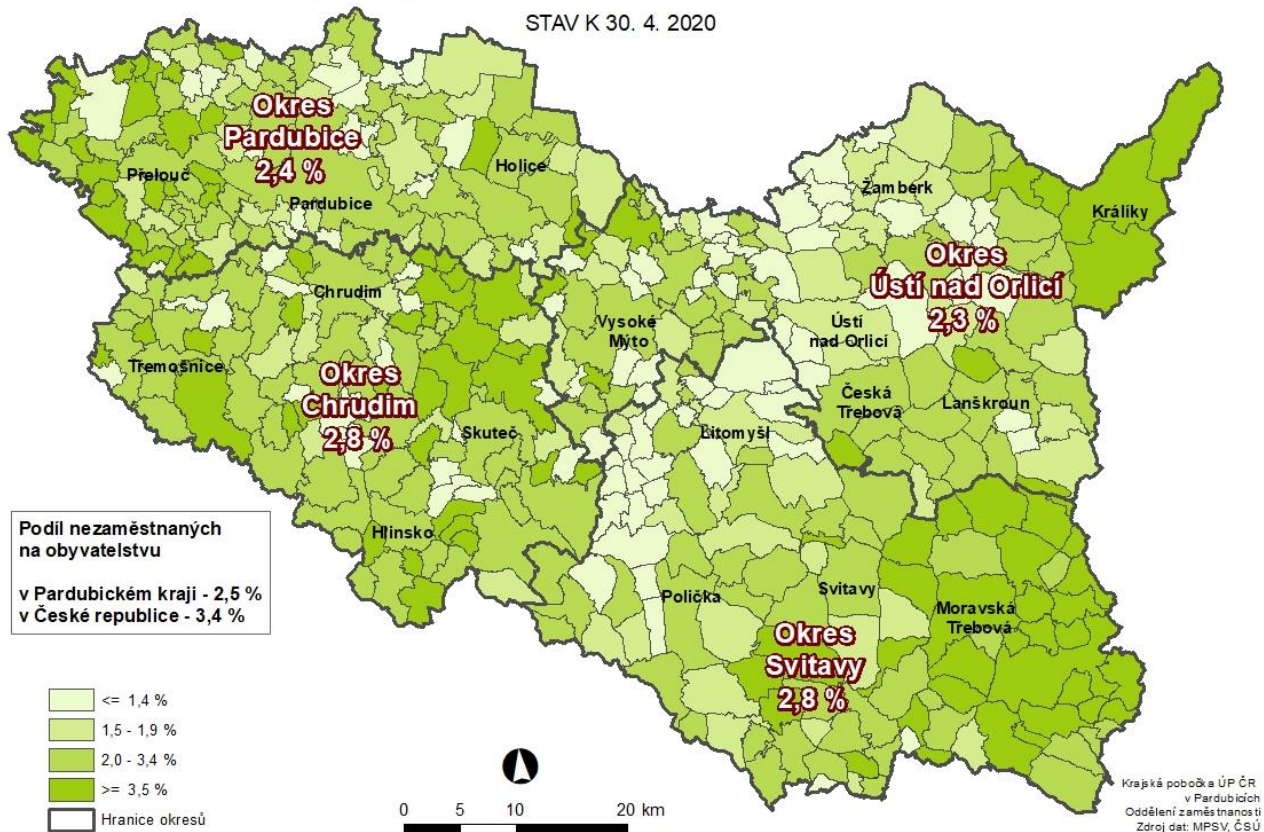 STAV K 30. 4. 2020
Okres
Pardubice
2,4 %
Přelouč
Pardubice
Holice
Žamberk
Králíky
Okres
Ústí nad Orlicí
2,3 %
Chrudim
Vysoké
Mýto
Ústí
nad Orlicí
Třemošnice
Okres
Chrudim
2,8 %
Skuteč
Česká
Třebová
Lanškroun
Litomyšl
Hlinsko
Podíl nezaměstnaných
na obyvatelstvu
v Pardubickém kraji - 2,5 %
v České republice - 3,4 %
Polička
Svitavy
Moravská
Třebová
Okres
Svitavy
2,8 %
<= 1,4 %
1,5 - 1,9 %
2,0 - 3,4 %
>= 3,5 %
Hranice okresů
0 5 10 20 km
Krajská pobočka ÚP ČR
v Pardubicích
Oddělení zaměstnanosti
Zdroj dat: MPSV, ČSÚ